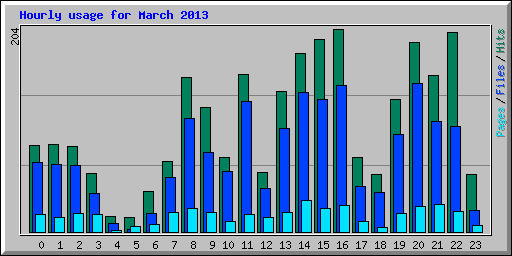 Hourly usage for March 2013
204
Pages/Files/Hits
0 1 2 3 4 5 6 7 8 9 10 11 12 13 14 15 16 17 18 19 20 21 22 23